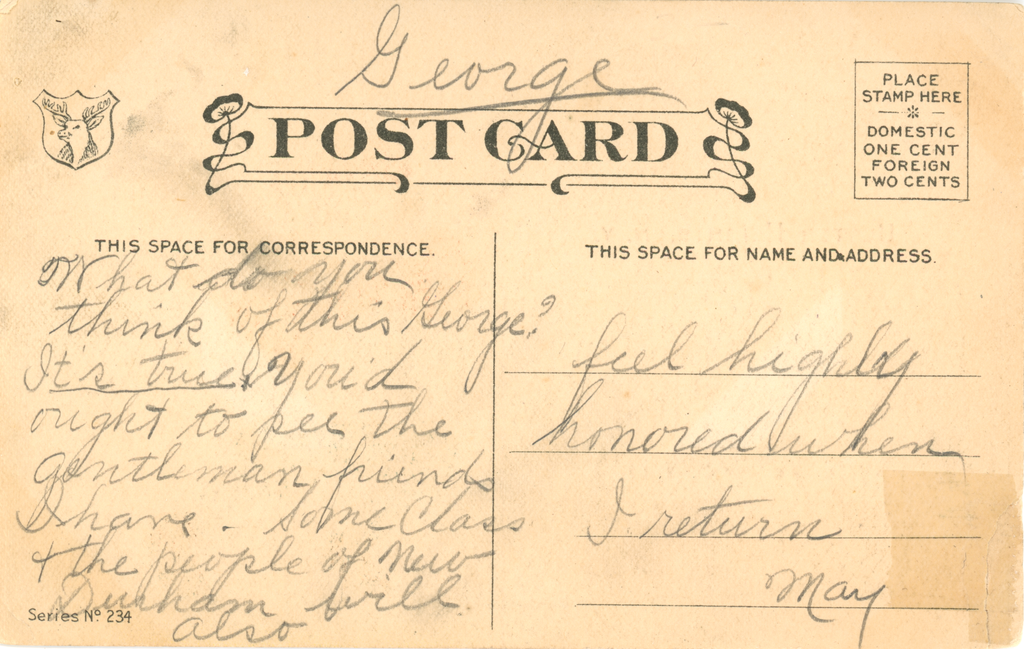 George
POST CARD
PLACE
STAMP HERE
DOMESTIC
ONE CENT
FOREIGN
TWO CENTS
THIS SPACE FOR CORRESPONDENCE.
What do you
think of this George?
It's true. You'd
ought to see the
gentleman friends
I have. Some Class
& the people of New
Durham will
also
Series No. 234
THIS SPACE FOR NAME AND ADDRESS.
feel highly
honored when
I return
May